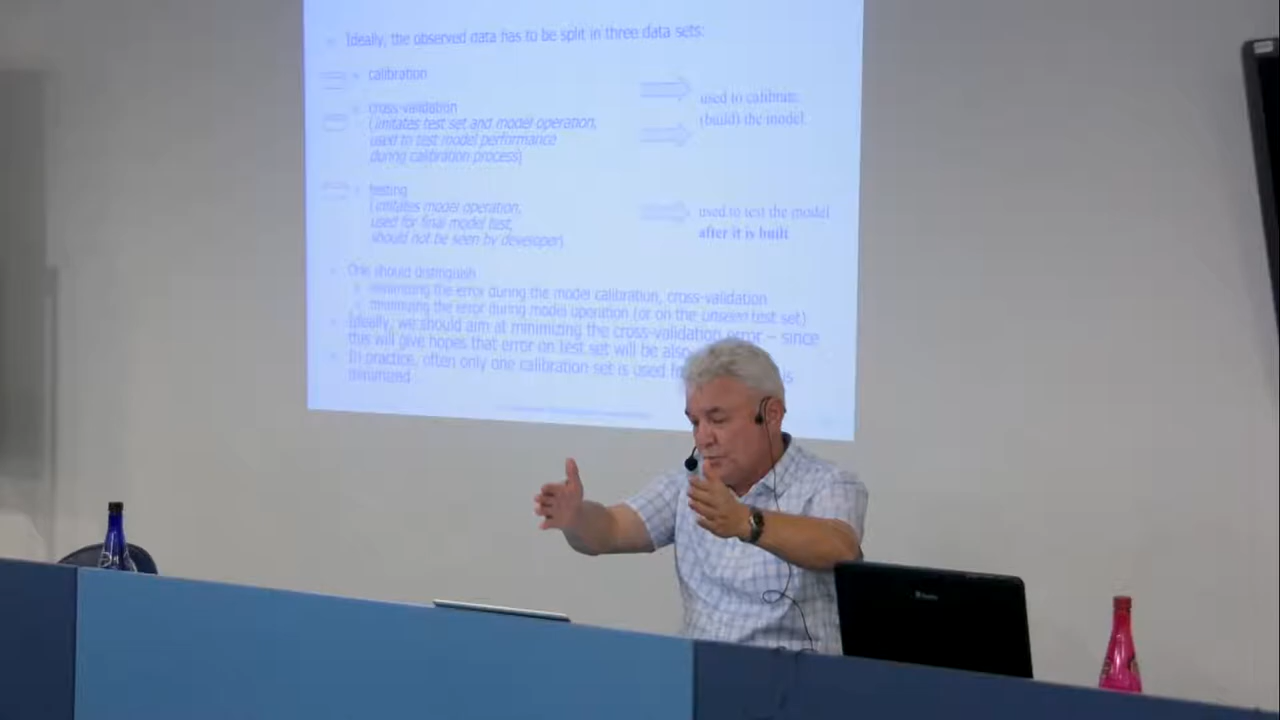 Ideally, the observed data has to be split in three data sets:
calibration
cross-validation
(imitates test set and model operation,
used to test model performance
during calibration process)
used to calibrate
(build) the model
testing
(imitates model operation,
used for final model test,
should not be seen by developer)
used to test the model
after it is built
One should distinguish
minimizing the error during the model calibration, cross-validation
minimizing the error during model operation (or on the unseen test set)
Ideally, we should aim at minimizing the cross-validation error – since
this will give hopes that error on test set will be also
In practice, often only one calibration set is used is
minimized